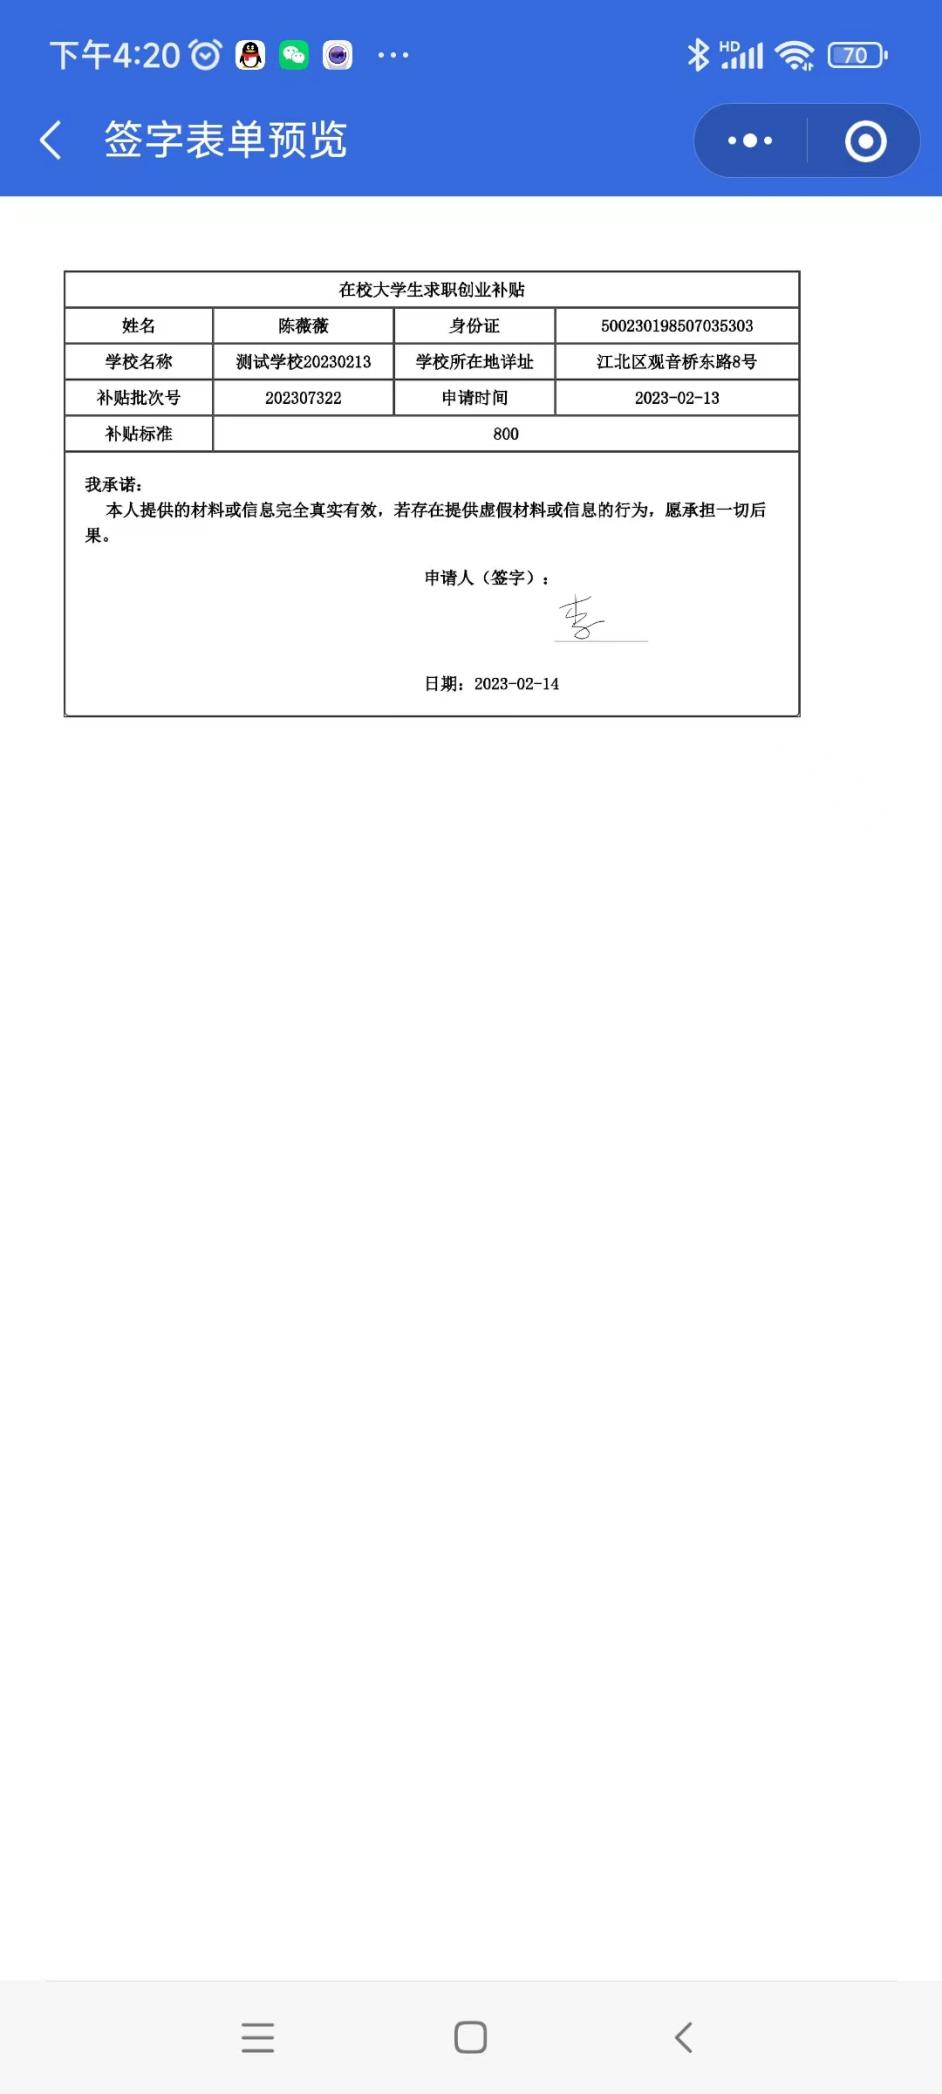 下午4:20 ... HD 70
签字表单预览
在校大学生求职创业补贴
姓名 陈薇薇 身份证 500230198507035303
学校名称 测试学校20230213 学校所在地详址 江北区观音桥东路8号
补贴批次号 202307322 申请时间 2023-02-13
补贴标准 800
我承诺:
本人提供的材料或信息完全真实有效，若存在提供虚假材料或信息的行为，愿承担一切后
果。
申请人（签字）:
李
日期: 2023-02-14